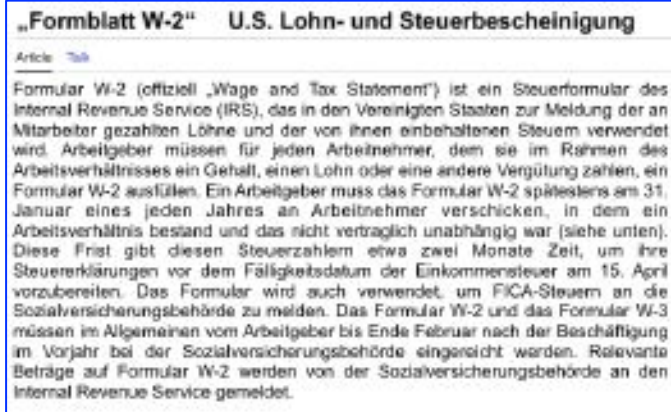 „Formblatt W-2“ U.S. Lohn- und Steuerbescheinigung
Article Talk
Formular W-2 (offiziell „Wage and Tax Statement“) ist ein Steuerformular des
Internal Revenue Service (IRS), das in den Vereinigten Staaten zur Meldung der an
Mitarbeiter gezahlten Löhne und der von ihnen einbehaltenen Steuern verwendet
wird. Arbeitgeber müssen für jeden Arbeitnehmer, dem sie im Rahmen des
Arbeitsverhältnisses ein Gehalt, einen Lohn oder eine andere Vergütung zahlen, ein
Formular W-2 ausfüllen. Ein Arbeitgeber muss das Formular W-2 spätestens am 31.
Januar eines jeden Jahres an Arbeitnehmer verschicken, in dem ein
Arbeitsverhältnis bestand und das nicht vertraglich unabhängig war (siehe unten).
Diese Frist gibt diesen Steuerzahlern etwa zwei Monate Zeit, um ihre
Steuererklärungen vor dem Fälligkeitsdatum der Einkommensteuer am 15. April
vorzubereiten. Das Formular wird auch verwendet, um FICA-Steuern an die
Sozialversicherungsbehörde zu melden. Das Formular W-2 und das Formular W-3
müssen im Allgemeinen vom Arbeitgeber bis Ende Februar nach der Beschäftigung
im Vorjahr bei der Sozialversicherungsbehörde eingereicht werden. Relevante
Beträge auf Formular W-2 werden von der Sozialversicherungsbehörde an den
Internal Revenue Service gemeldet.